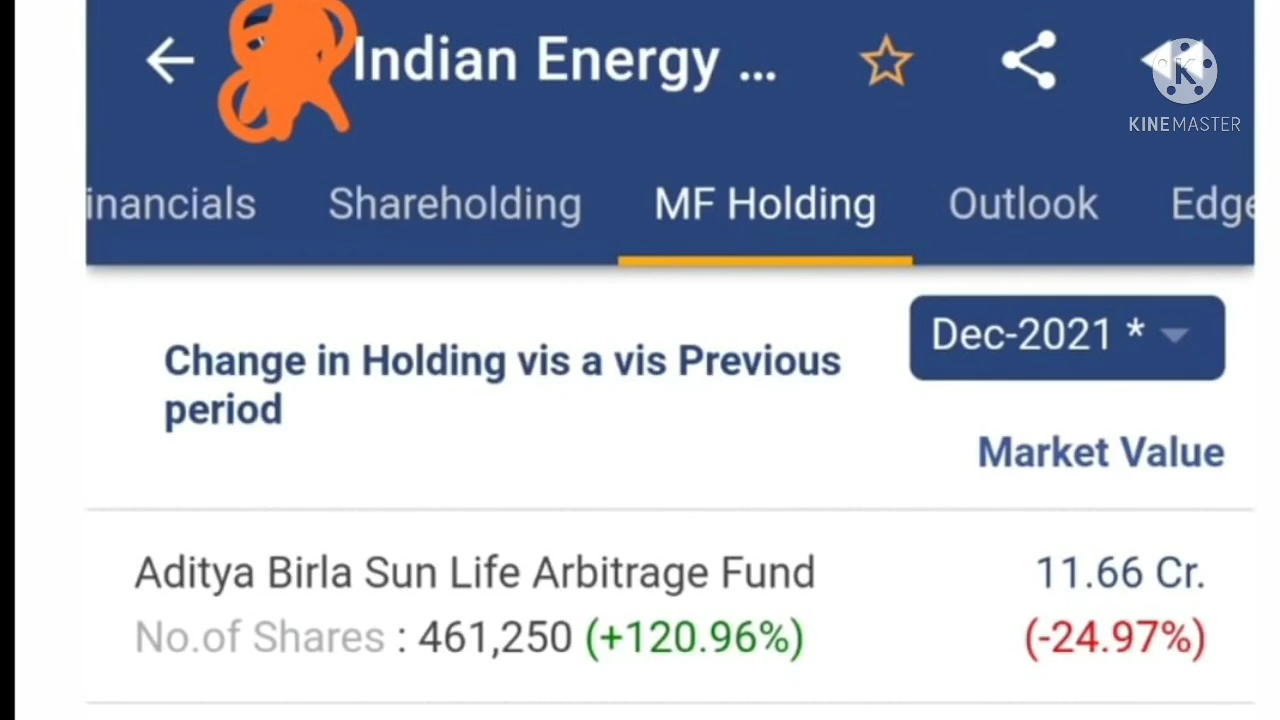 Indian Energy ...
KINEMASTER
inancials Shareholding MF Holding Outlook Edge
Dec-2021 *
Change in Holding vis a vis Previous
period
Market Value
Aditya Birla Sun Life Arbitrage Fund 11.66 Cr.
No.of Shares : 461,250 (+120.96%) (-24.97%)